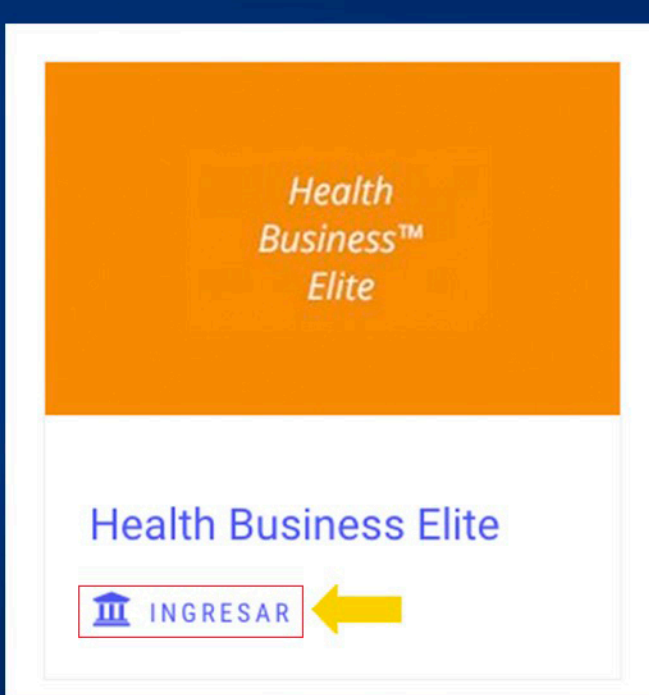 Health
Business™
Elite
Health Business Elite
INGRESAR